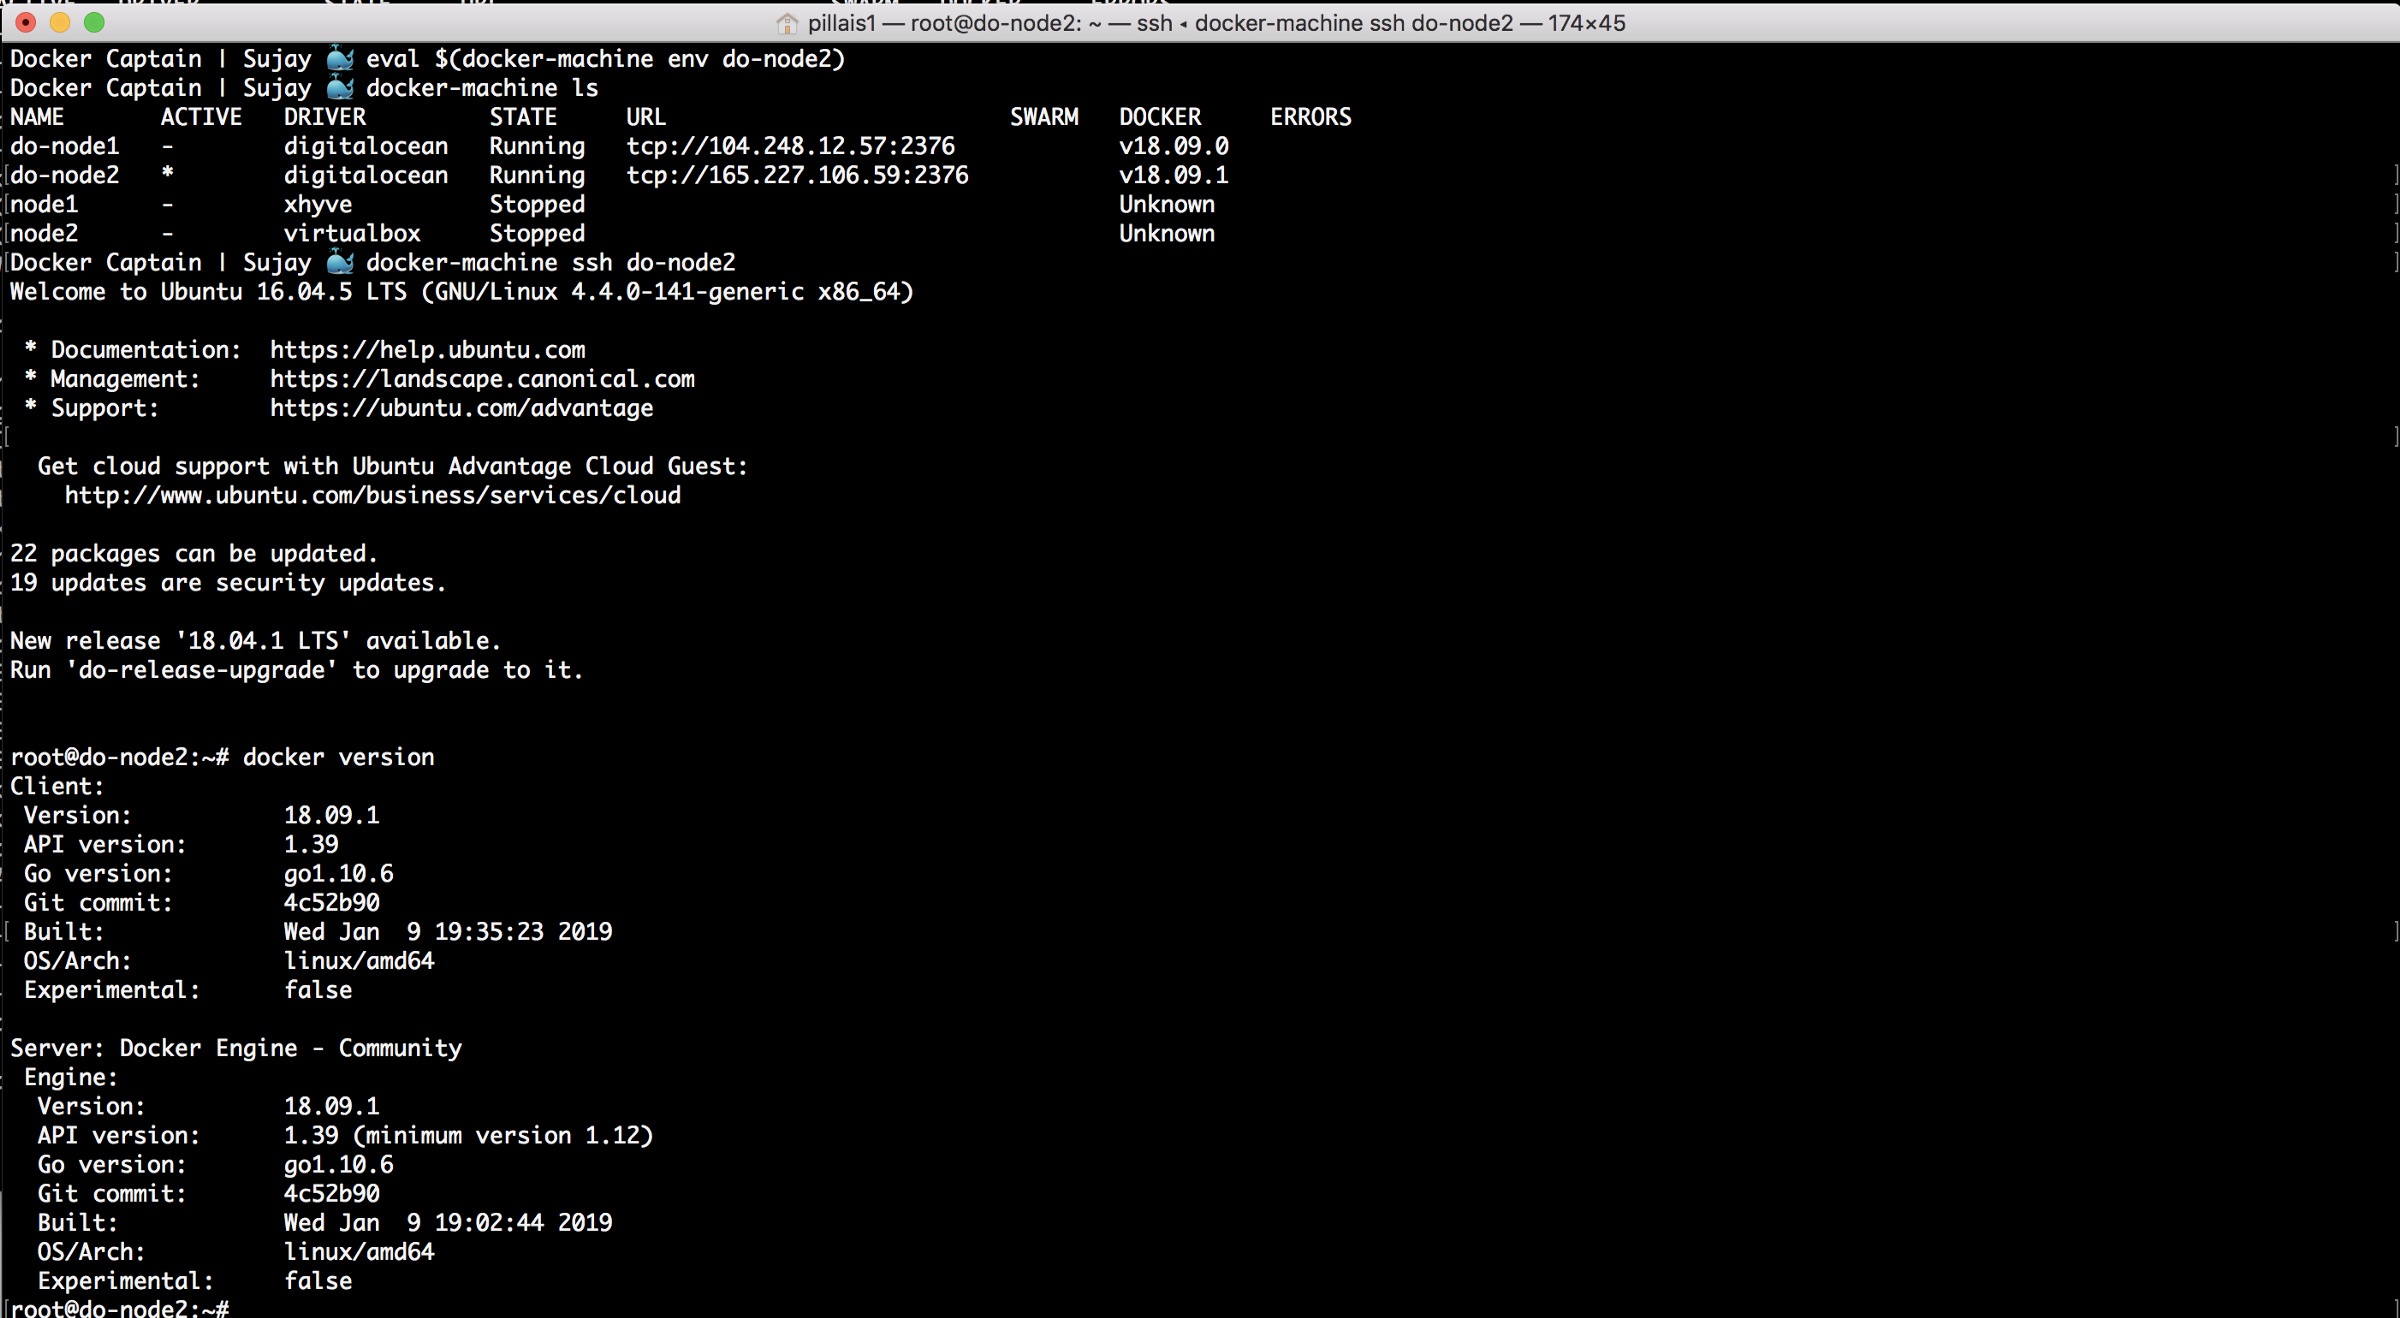 pillais1 — root@do-node2: ~ — ssh ◂ docker-machine ssh do-node2 — 174×45
Docker Captain | Sujay 🐳 eval $(docker-machine env do-node2)
Docker Captain | Sujay 🐳 docker-machine ls
NAME       ACTIVE   DRIVER         STATE     URL                         SWARM   DOCKER     ERRORS
do-node1   -        digitalocean   Running   tcp://104.248.12.57:2376            v18.09.0
do-node2   *        digitalocean   Running   tcp://165.227.106.59:2376           v18.09.1
node1      -        xhyve          Stopped                                       Unknown
node2      -        virtualbox     Stopped                                       Unknown
Docker Captain | Sujay 🐳 docker-machine ssh do-node2
Welcome to Ubuntu 16.04.5 LTS (GNU/Linux 4.4.0-141-generic x86_64)
 * Documentation:  https://help.ubuntu.com
 * Management:     https://landscape.canonical.com
 * Support:        https://ubuntu.com/advantage
  Get cloud support with Ubuntu Advantage Cloud Guest:
    http://www.ubuntu.com/business/services/cloud
22 packages can be updated.
19 updates are security updates.
New release '18.04.1 LTS' available.
Run 'do-release-upgrade' to upgrade to it.
root@do-node2:~# docker version
Client:
 Version:           18.09.1
 API version:       1.39
 Go version:        go1.10.6
 Git commit:        4c52b90
 Built:             Wed Jan  9 19:35:23 2019
 OS/Arch:           linux/amd64
 Experimental:      false
Server: Docker Engine - Community
 Engine:
  Version:          18.09.1
  API version:      1.39 (minimum version 1.12)
  Go version:       go1.10.6
  Git commit:       4c52b90
  Built:            Wed Jan  9 19:02:44 2019
  OS/Arch:          linux/amd64
  Experimental:     false
root@do-node2:~#